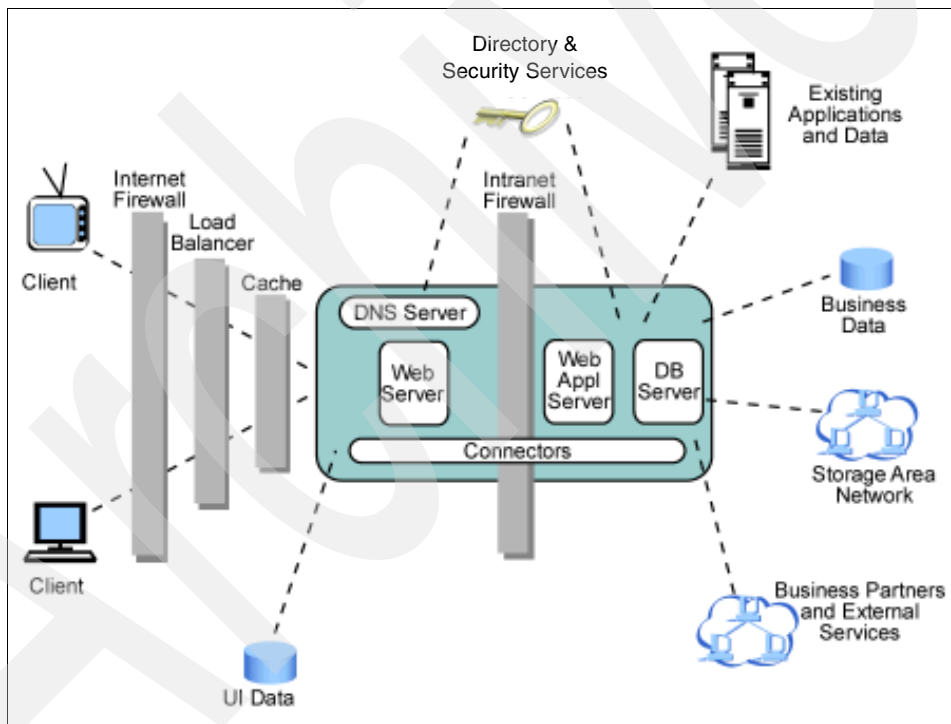 Directory &
Security Services
Existing
Applications
and Data
Internet
Firewall
Intranet
Firewall
Load
Balancer
Client
Cache
DNS Server
Business
Data
Web
Server
Web
Appl
Server
DB
Server
Connectors
Storage Area
Network
Client
Business Partners
and External
Services
UI Data